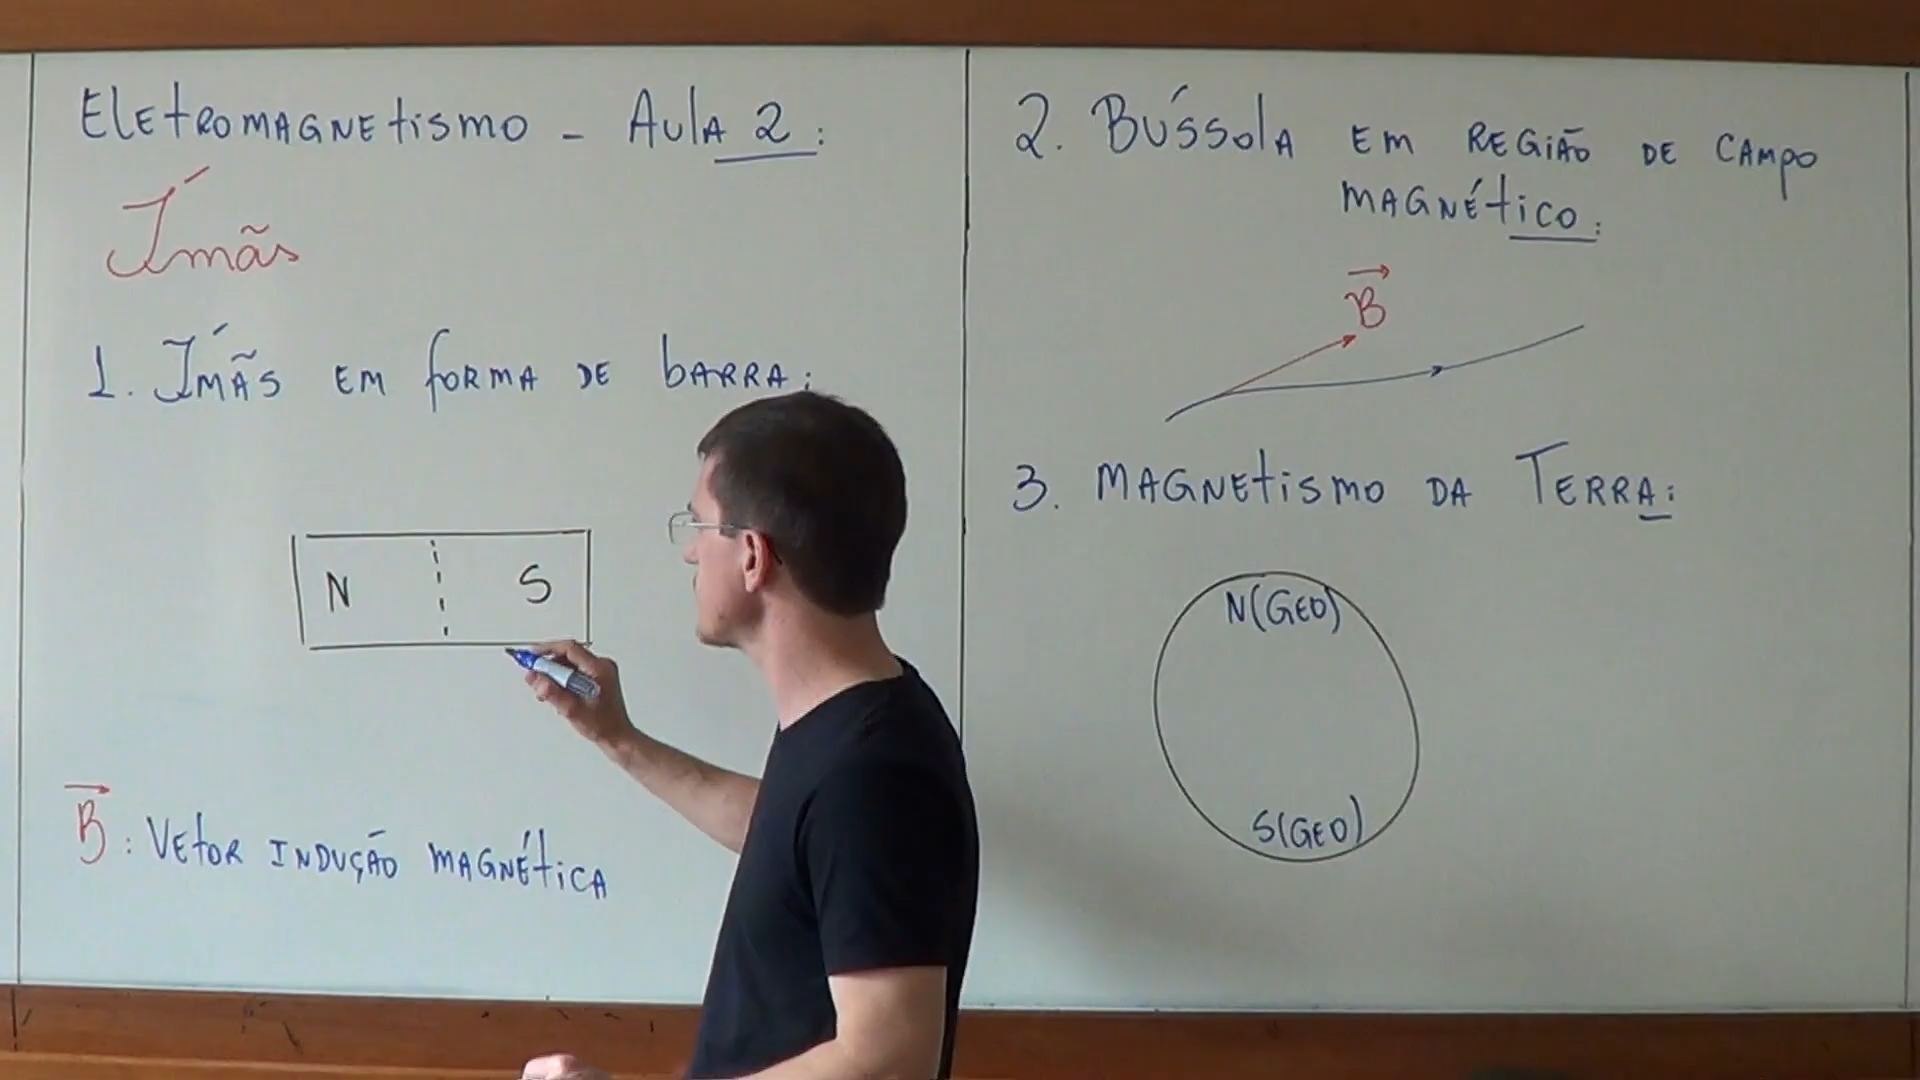 Eletromagnetismo - Aula 2:
Ímãs
1. Ímãs em forma de barra:
N S
B: Vetor indução magnética
2. Bússola em região de campo
magnético:
B
3. Magnetismo da Terra:
N(Geo)
S(Geo)